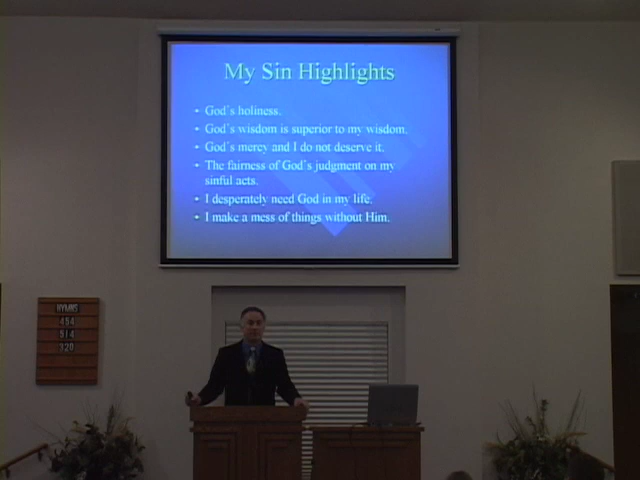 My Sin Highlights
• God's holiness.
• God's wisdom is superior to my wisdom.
• God's mercy and I do not deserve it.
• The fairness of God's judgment on my
sinful acts.
• I desperately need God in my life.
• I make a mess of things without Him.
HYMNS
454
514
320